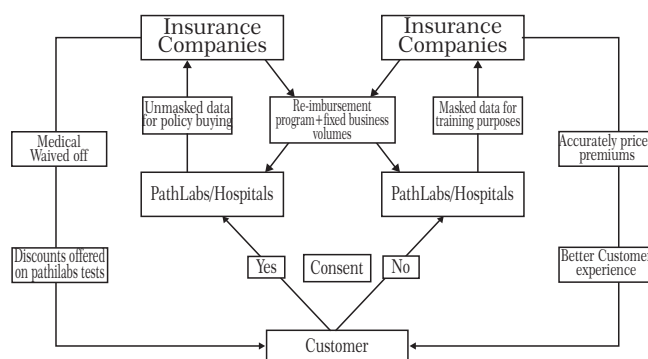 Insurance
Companies
Insurance
Companies
Unmasked data
for policy buying
Re-imbursement
program+fixed business
volumes
Masked data for
training purposes
Medical
Waived off
Accurately price
premiums
PathLabs/Hospitals
PathLabs/Hospitals
Discounts offered
on pathilabs tests
Yes
Consent
No
Better Customer
experience
Customer